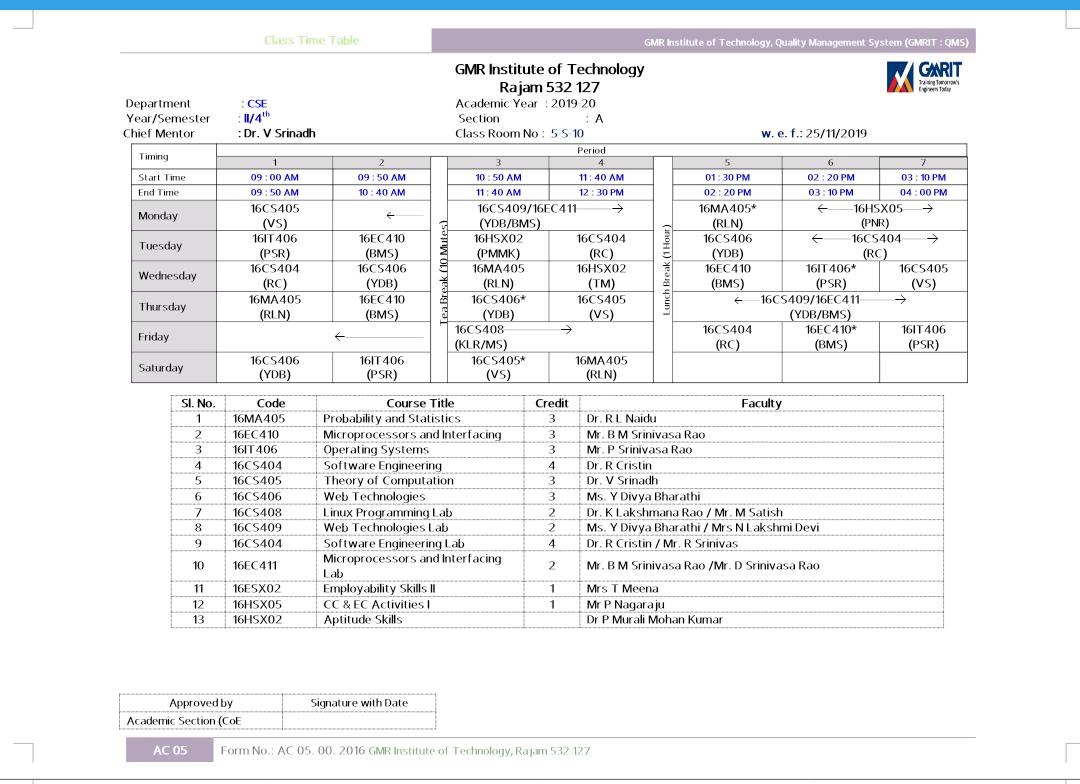 Class Time Table
GMR Institute of Technology, Quality Management System (GMRIT : QMS)
GMR Institute of Technology
Rajam 532 127
GMRIT
Training Tomorrow's
Engineers Today
Department : CSE Academic Year : 2019-20
Year/Semester : II/4th Section : A
Chief Mentor : Dr. V Srinadh Class Room No : 5-S-10 w. e. f.: 25/11/2019
Timing Period
1 2 3 4 5 6 7
Start Time 09 : 00 AM 09 : 50 AM 10 : 50 AM 11 : 40 AM 01 : 30 PM 02 : 20 PM 03 : 10 PM
End Time 09 : 50 AM 10 : 40 AM 11 : 40 AM 12 : 30 PM 02 : 20 PM 03 : 10 PM 04 : 00 PM
Tea Break (10 Mutes)
Lunch Break (1 Hour)
Monday 16CS405 ← 16CS409/16EC411 → 16MA405* ← 16HSX05 →
(VS) (YDB/BMS) (RLN) (PNR)
Tuesday 16IT406 16EC410 16HSX02 16CS404 16CS406 ← 16CS404 →
(PSR) (BMS) (PMMK) (RC) (YDB) (RC)
Wednesday 16CS404 16CS406 16MA405 16HSX02 16EC410 16IT406* 16CS405
(RC) (YDB) (RLN) (TM) (BMS) (PSR) (VS)
Thursday 16MA405 16EC410 16CS406* 16CS405 ← 16CS409/16EC411 →
(RLN) (BMS) (YDB) (VS) (YDB/BMS)
Friday ← 16CS408 → 16CS404 16EC410* 16IT406
(KLR/MS) (RC) (BMS) (PSR)
Saturday 16CS406 16IT406 16CS405* 16MA405
(YDB) (PSR) (VS) (RLN)
Sl. No. Code Course Title Credit Faculty
1 16MA405 Probability and Statistics 3 Dr. R L Naidu
2 16EC410 Microprocessors and Interfacing 3 Mr. B M Srinivasa Rao
3 16IT406 Operating Systems 3 Mr. P Srinivasa Rao
4 16CS404 Software Engineering 4 Dr. R Cristin
5 16CS405 Theory of Computation 3 Dr. V Srinadh
6 16CS406 Web Technologies 3 Ms. Y Divya Bharathi
7 16CS408 Linux Programming Lab 2 Dr. K Lakshmana Rao / Mr. M Satish
8 16CS409 Web Technologies Lab 2 Ms. Y Divya Bharathi / Mrs N Lakshmi Devi
9 16CS404 Software Engineering Lab 4 Dr. R Cristin / Mr. R Srinivas
10 16EC411 Microprocessors and Interfacing 2 Mr. B M Srinivasa Rao /Mr. D Srinivasa Rao
Lab
11 16ESX02 Employability Skills II 1 Mrs T Meena
12 16HSX05 CC & EC Activities I 1 Mr P Nagaraju
13 16HSX02 Aptitude Skills Dr P Murali Mohan Kumar
Approved by Signature with Date
Academic Section (CoE
AC 05 Form No.: AC 05. 00. 2016 GMR Institute of Technology, Rajam 532 127